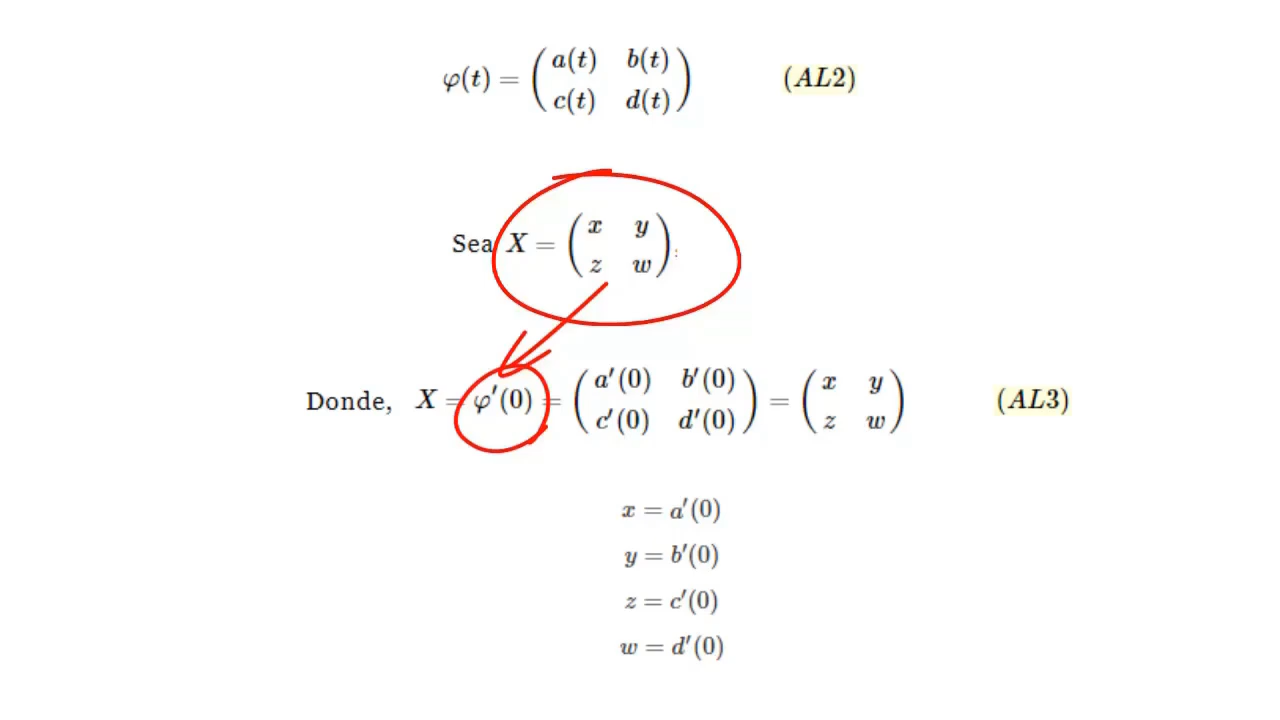 φ(t) = ( a(t) b(t) ; c(t) d(t) ) (AL2)
Sea X = ( x y ; z w ) :
Donde, X = φ′(0) = ( a′(0) b′(0) ; c′(0) d′(0) ) = ( x y ; z w ) (AL3)
x = a′(0)
y = b′(0)
z = c′(0)
w = d′(0)